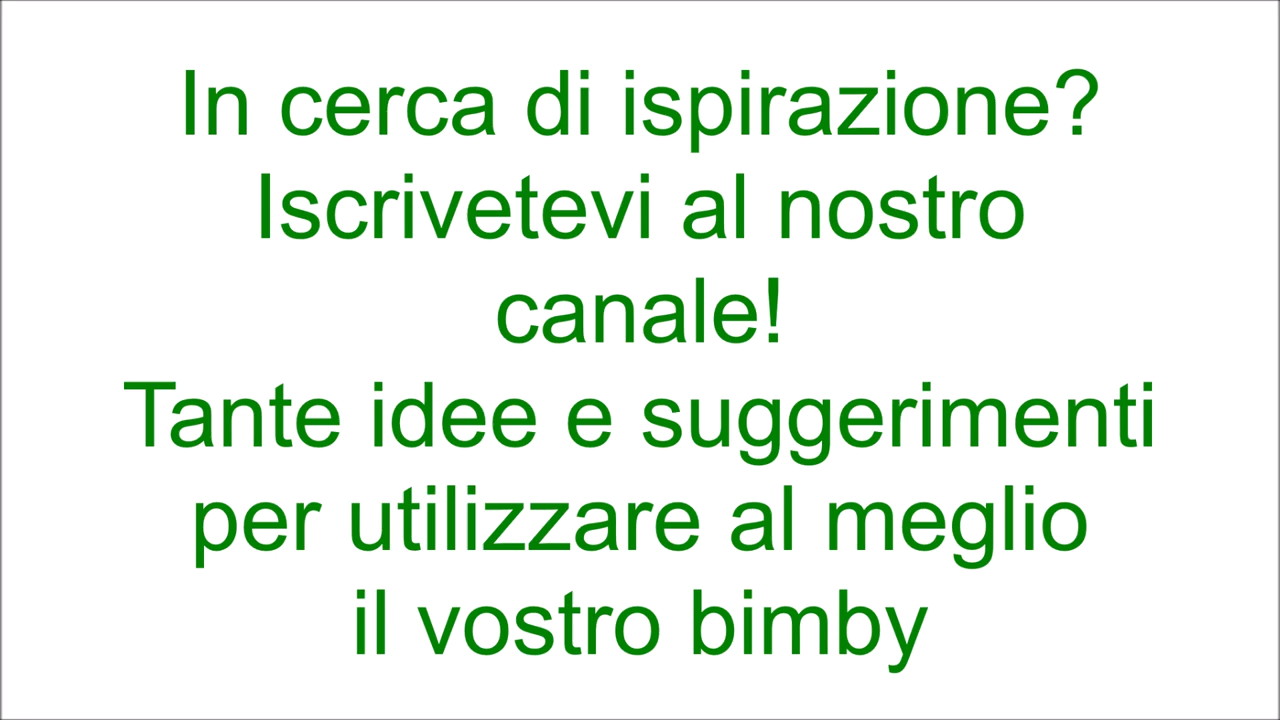 In cerca di ispirazione?
Iscrivetevi al nostro
canale!
Tante idee e suggerimenti
per utilizzare al meglio
il vostro bimby